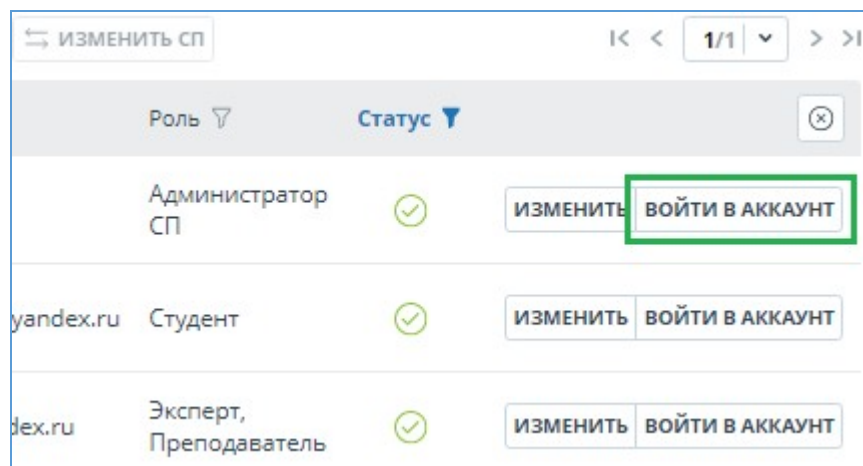 ИЗМЕНИТЬ СП 1/1
Роль Статус
Администратор
СП
ИЗМЕНИТЬ ВОЙТИ В АККАУНТ
yandex.ru Студент ИЗМЕНИТЬ ВОЙТИ В АККАУНТ
dex.ru Эксперт,
Преподаватель
ИЗМЕНИТЬ ВОЙТИ В АККАУНТ